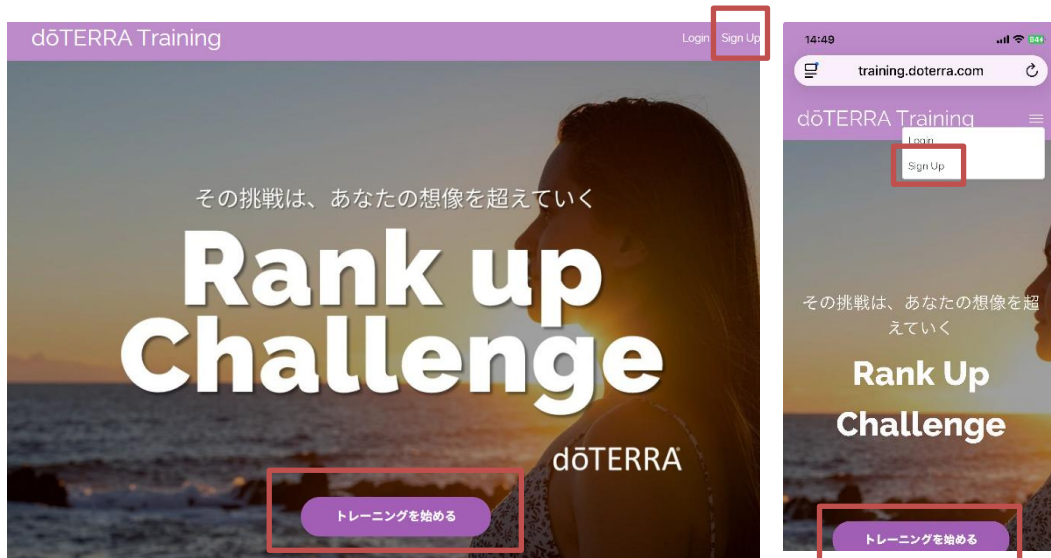 dōTERRA Training
Login Sign Up
その挑戦は、あなたの想像を超えていく
Rank up
Challenge
dōTERRA
トレーニングを始める
14:49
training.doterra.com
dōTERRA Training
Login
Sign Up
その挑戦は、あなたの想像を超
えていく
Rank Up
Challenge
トレーニングを始める